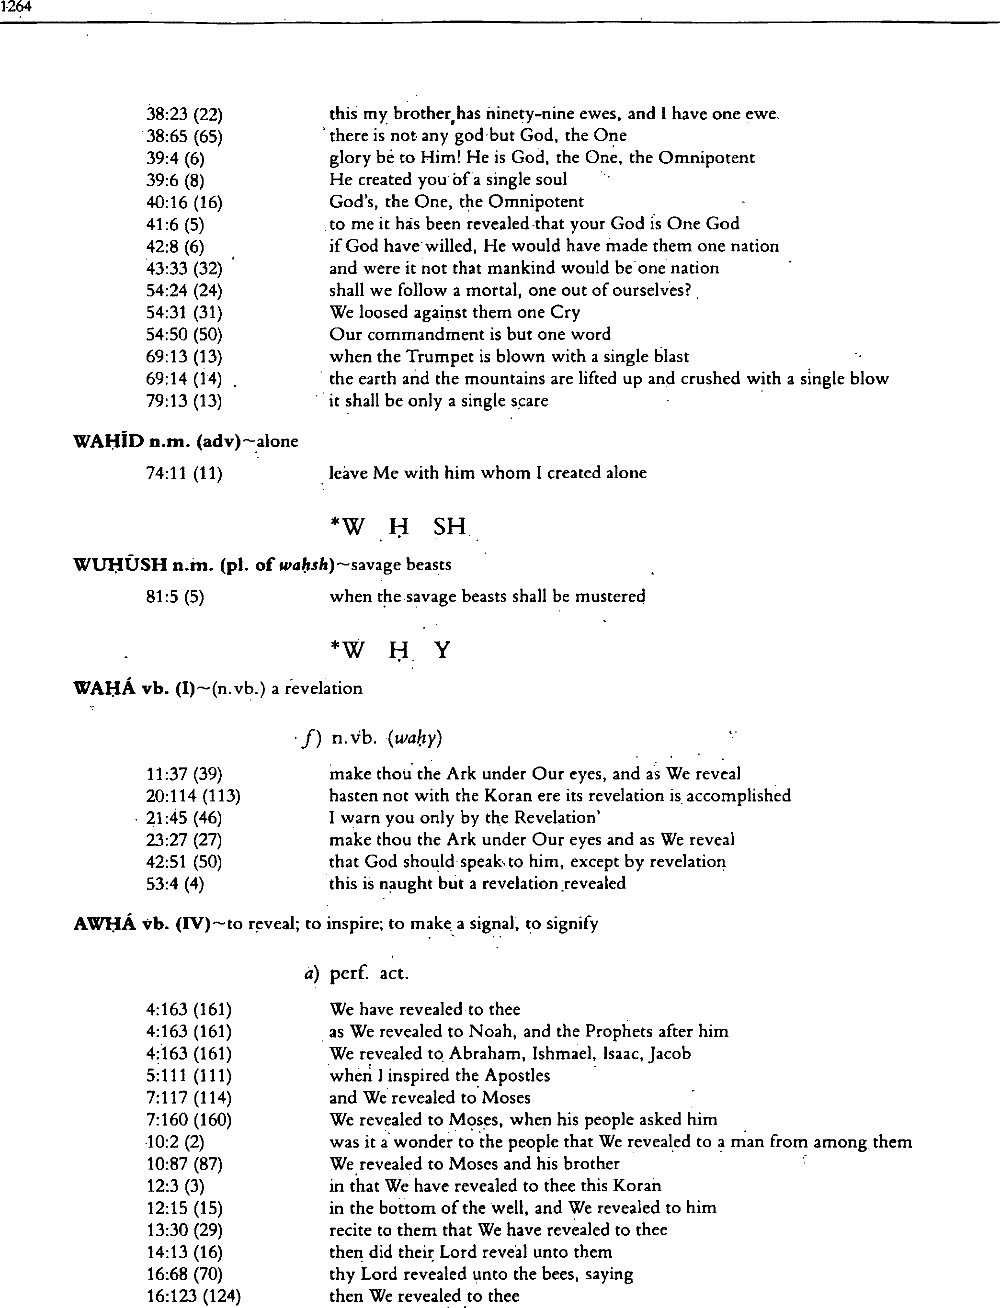 1264
38:23 (22) this my brother has ninety-nine ewes, and I have one ewe.
38:65 (65) there is not any god but God, the One
39:4 (6) glory be to Him! He is God, the One, the Omnipotent
39:6 (8) He created you of a single soul
40:16 (16) God's, the One, the Omnipotent
41:6 (5) to me it has been revealed that your God is One God
42:8 (6) if God have willed, He would have made them one nation
43:33 (32) and were it not that mankind would be one nation
54:24 (24) shall we follow a mortal, one out of ourselves?
54:31 (31) We loosed against them one Cry
54:50 (50) Our commandment is but one word
69:13 (13) when the Trumpet is blown with a single blast
69:14 (14) the earth and the mountains are lifted up and crushed with a single blow
79:13 (13) it shall be only a single scare
WAḤĪD n.m. (adv)~alone
74:11 (11) leave Me with him whom I created alone
*W Ḥ SH
WUḤŪSH n.m. (pl. of waḥsh)~savage beasts
81:5 (5) when the savage beasts shall be mustered
*W Ḥ Y
WAḤÁ vb. (I)~(n.vb.) a revelation
f) n.vb. (waḥy)
11:37 (39) make thou the Ark under Our eyes, and as We reveal
20:114 (113) hasten not with the Koran ere its revelation is accomplished
21:45 (46) I warn you only by the Revelation'
23:27 (27) make thou the Ark under Our eyes and as We reveal
42:51 (50) that God should speak to him, except by revelation
53:4 (4) this is naught but a revelation revealed
AWḤÁ vb. (IV)~to reveal; to inspire; to make a signal, to signify
a) perf. act.
4:163 (161) We have revealed to thee
4:163 (161) as We revealed to Noah, and the Prophets after him
4:163 (161) We revealed to Abraham, Ishmael, Isaac, Jacob
5:111 (111) when I inspired the Apostles
7:117 (114) and We revealed to Moses
7:160 (160) We revealed to Moses, when his people asked him
10:2 (2) was it a wonder to the people that We revealed to a man from among them
10:87 (87) We revealed to Moses and his brother
12:3 (3) in that We have revealed to thee this Koran
12:15 (15) in the bottom of the well, and We revealed to him
13:30 (29) recite to them that We have revealed to thee
14:13 (16) then did their Lord reveal unto them
16:68 (70) thy Lord revealed unto the bees, saying
16:123 (124) then We revealed to thee